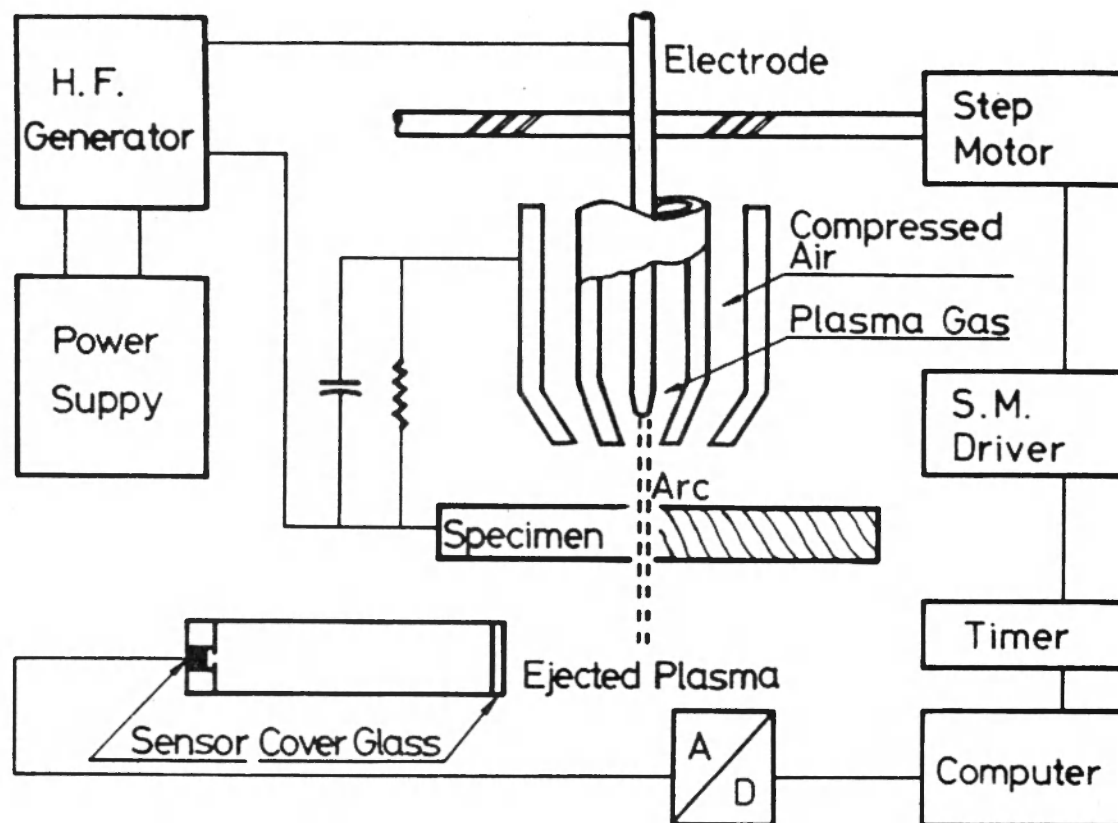 H. F.
Generator
Electrode
Step
Motor
Compressed
Air
Plasma Gas
Power
Suppy
S. M.
Driver
Arc
Specimen
Timer
Ejected Plasma
Sensor Cover Glass
A
D
Computer